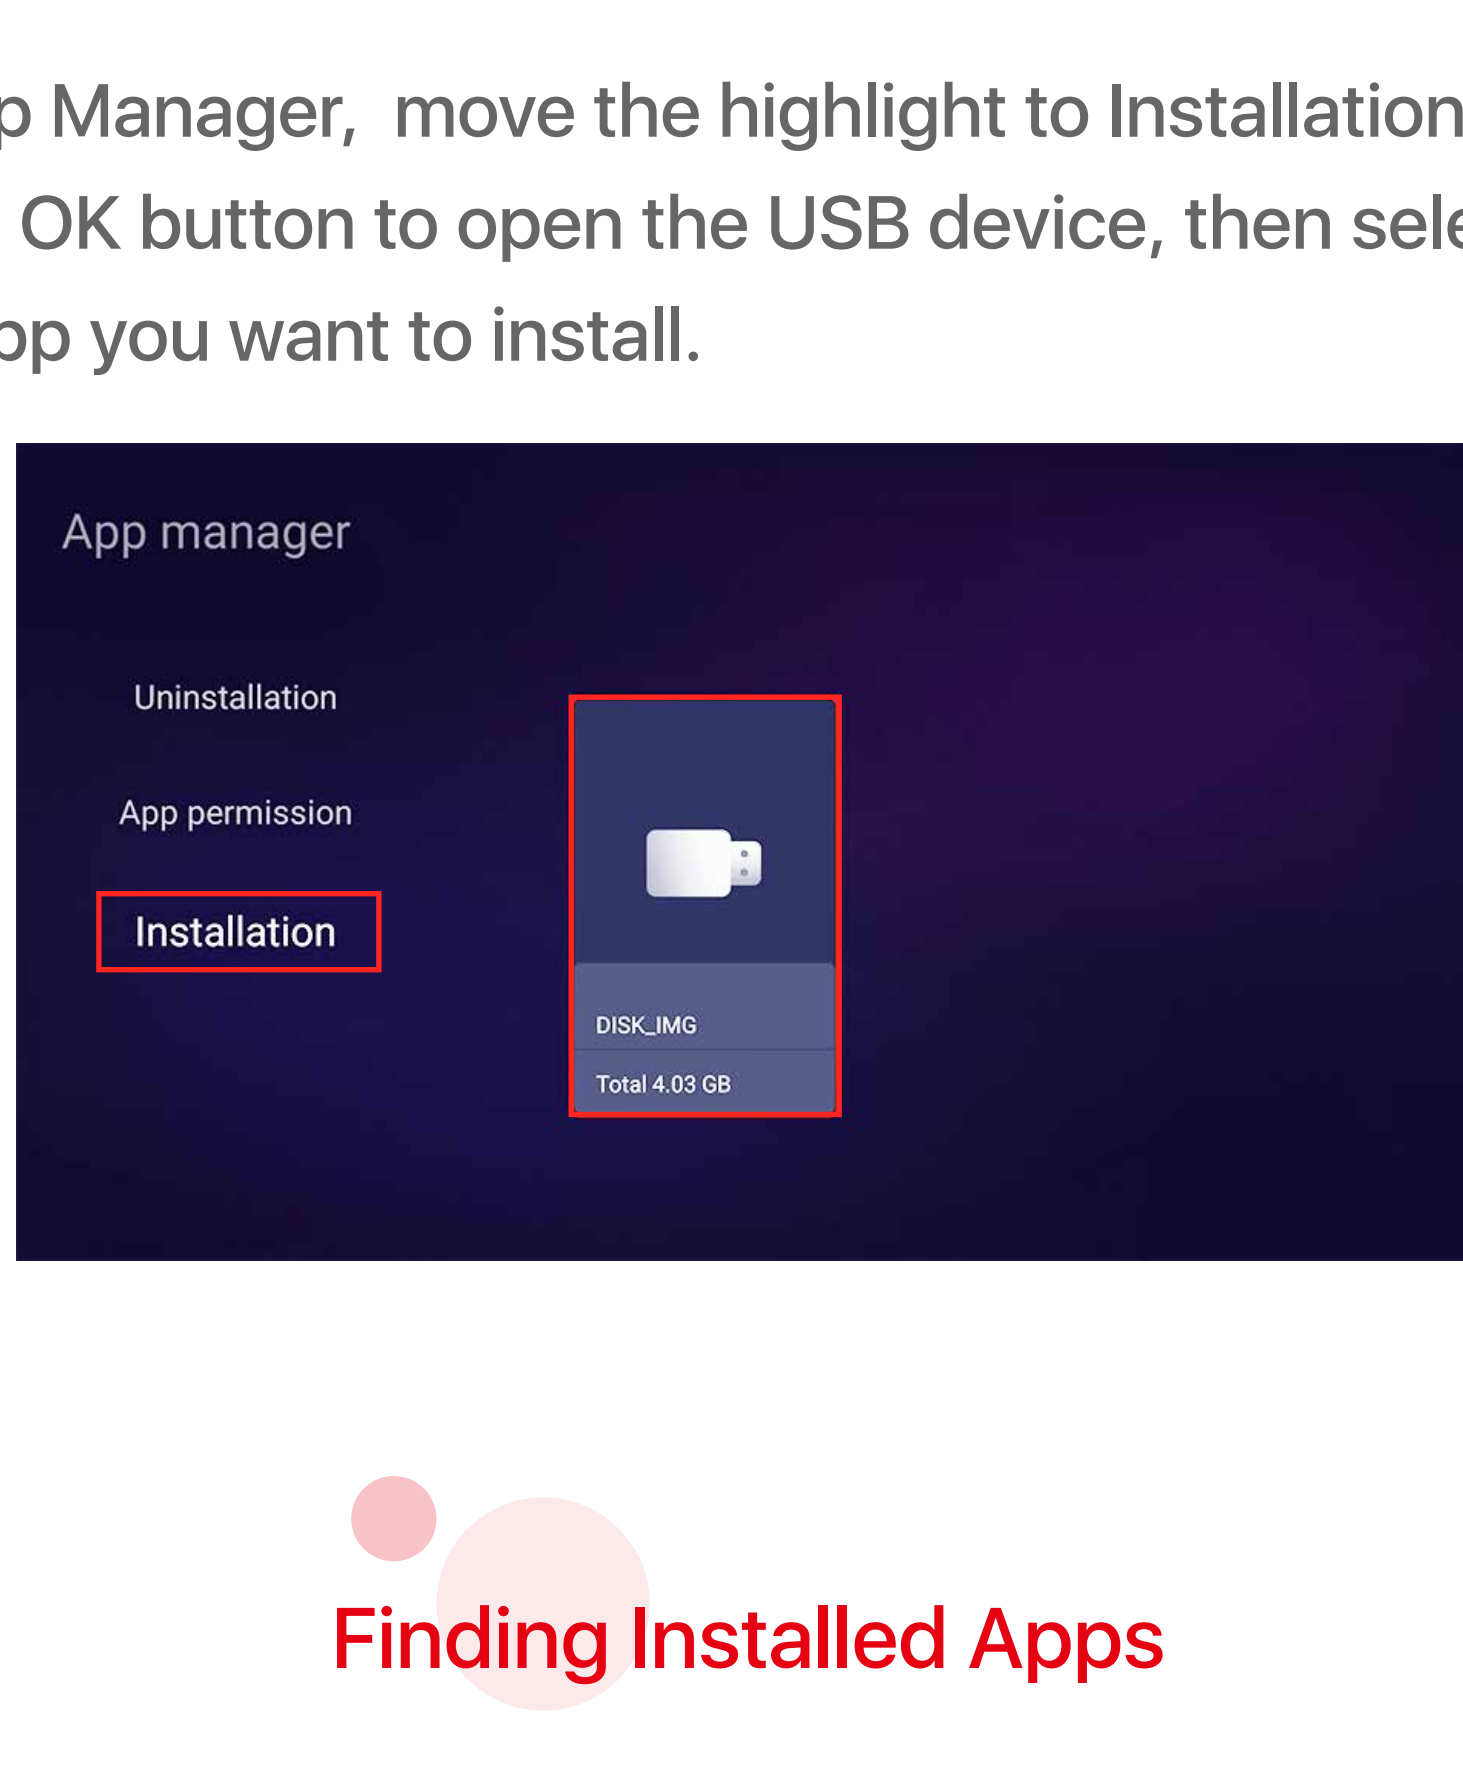 p Manager, move the highlight to Installation
OK button to open the USB device, then sele
pp you want to install.
App manager
Uninstallation
App permission
Installation
DISK_IMG
Total 4.03 GB
Finding Installed Apps